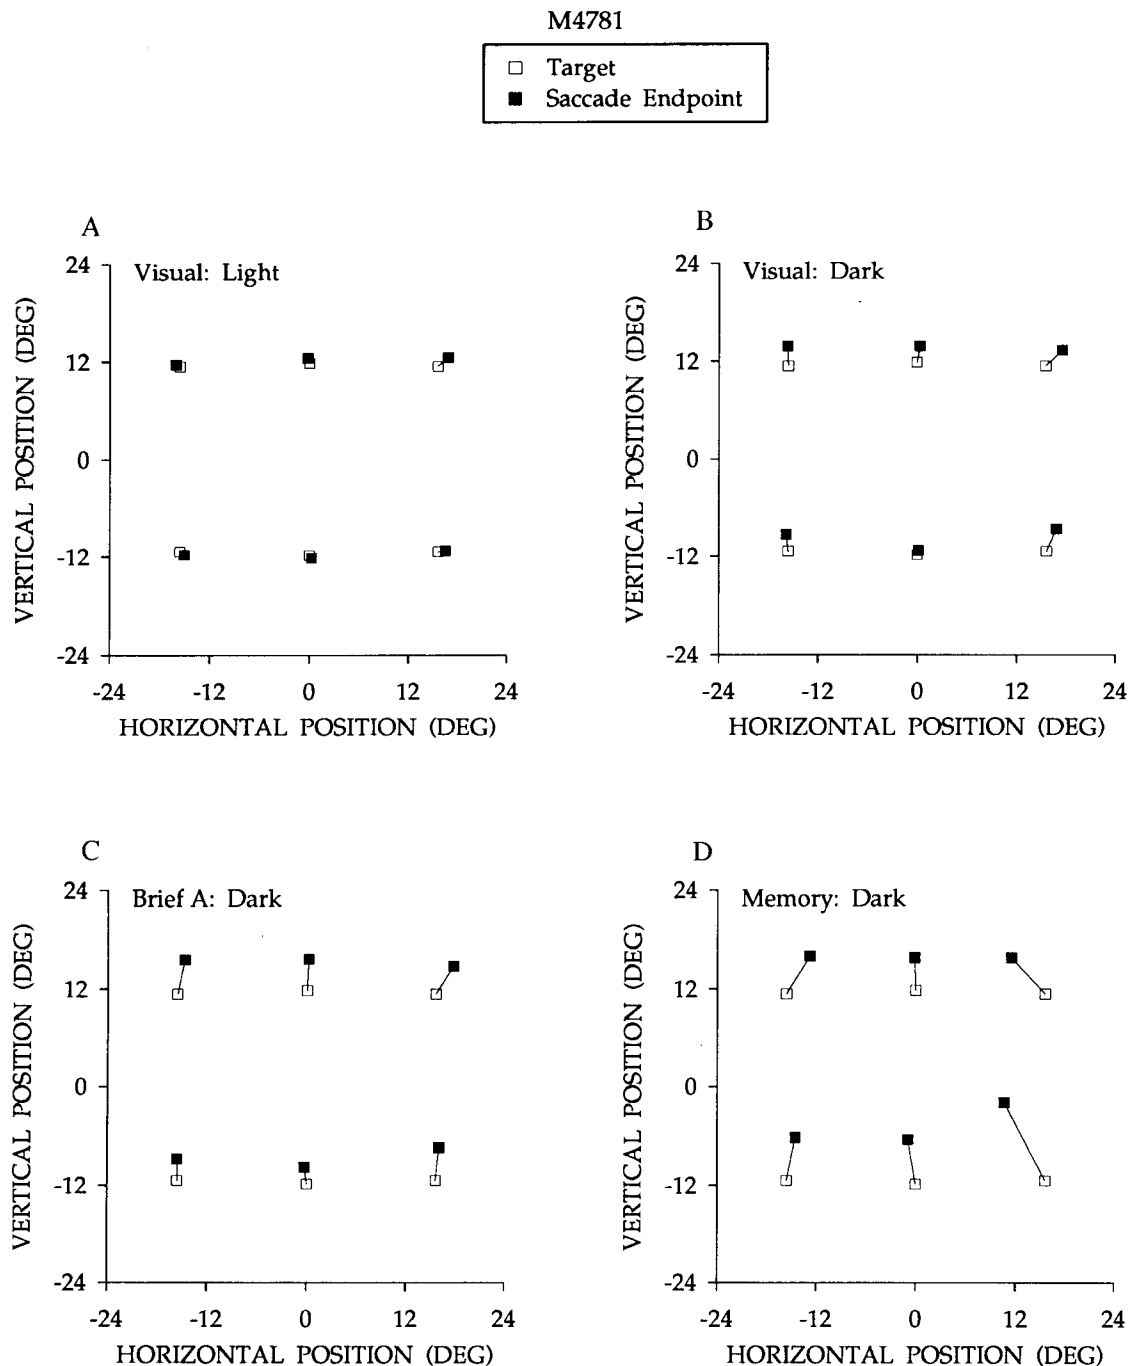 M4781
Target
Saccade Endpoint
A
Visual: Light
VERTICAL POSITION (DEG)
24
12
0
-12
-24
-24 -12 0 12 24
HORIZONTAL POSITION (DEG)
B
Visual: Dark
VERTICAL POSITION (DEG)
24
12
0
-12
-24
-24 -12 0 12 24
HORIZONTAL POSITION (DEG)
C
Brief A: Dark
VERTICAL POSITION (DEG)
24
12
0
-12
-24
-24 -12 0 12 24
HORIZONTAL POSITION (DEG)
D
Memory: Dark
VERTICAL POSITION (DEG)
24
12
0
-12
-24
-24 -12 0 12 24
HORIZONTAL POSITION (DEG)